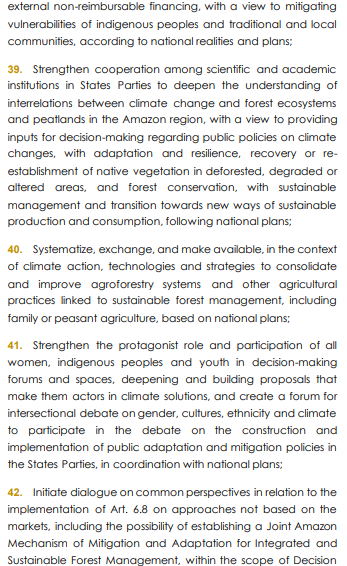 external non-reimbursable financing, with a view to mitigating
vulnerabilities of indigenous peoples and traditional and local
communities, according to national realities and plans;
39. Strengthen cooperation among scientific and academic
institutions in States Parties to deepen the understanding of
interrelations between climate change and forest ecosystems
and peatlands in the Amazon region, with a view to providing
inputs for decision-making regarding public policies on climate
changes, with adaptation and resilience, recovery or re-
establishment of native vegetation in deforested, degraded or
altered areas, and forest conservation, with sustainable
management and transition towards new ways of sustainable
production and consumption, following national plans;
40. Systematize, exchange, and make available, in the context
of climate action, technologies and strategies to consolidate
and improve agroforestry systems and other agricultural
practices linked to sustainable forest management, including
family or peasant agriculture, based on national plans;
41. Strengthen the protagonist role and participation of all
women, indigenous peoples and youth in decision-making
forums and spaces, deepening and building proposals that
make them actors in climate solutions, and create a forum for
intersectional debate on gender, cultures, ethnicity and climate
to participate in the debate on the construction and
implementation of public adaptation and mitigation policies in
the States Parties, in coordination with national plans;
42. Initiate dialogue on common perspectives in relation to the
implementation of Art. 6.8 on approaches not based on the
markets, including the possibility of establishing a Joint Amazon
Mechanism of Mitigation and Adaptation for Integrated and
Sustainable Forest Management, within the scope of Decision